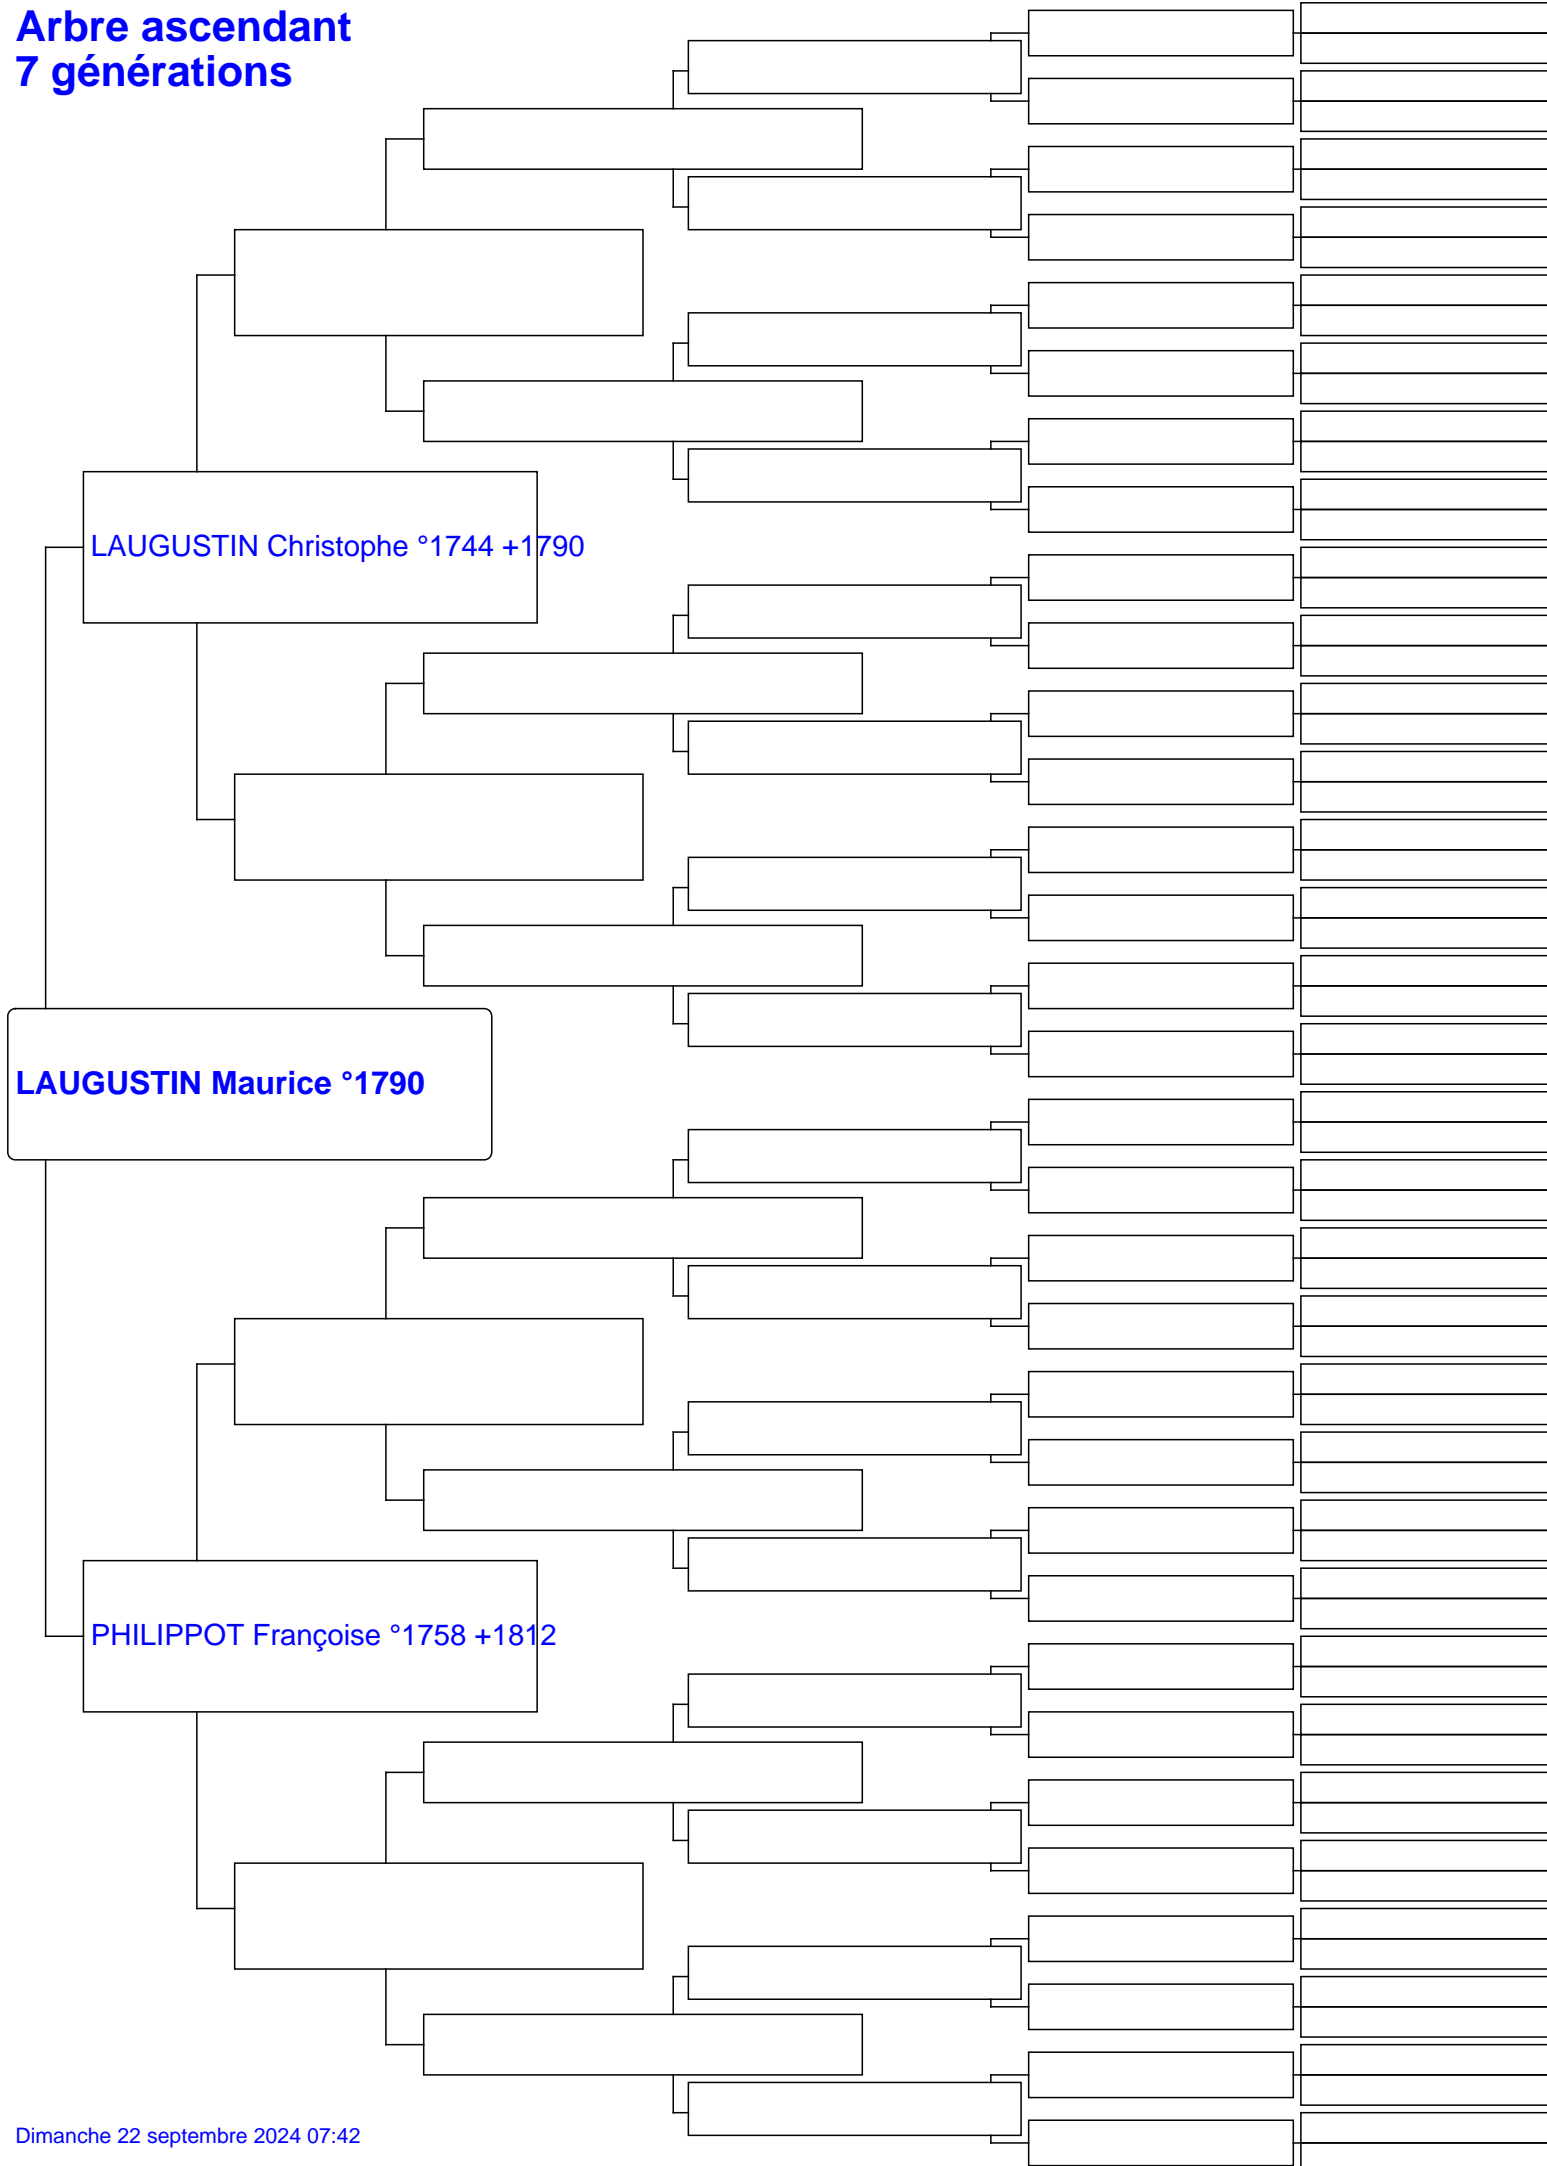 Arbre ascendant
7 générations
LAUGUSTIN Christophe °1744 +1790
LAUGUSTIN Maurice °1790
PHILIPPOT Françoise °1758 +1812
Dimanche 22 septembre 2024 07:42